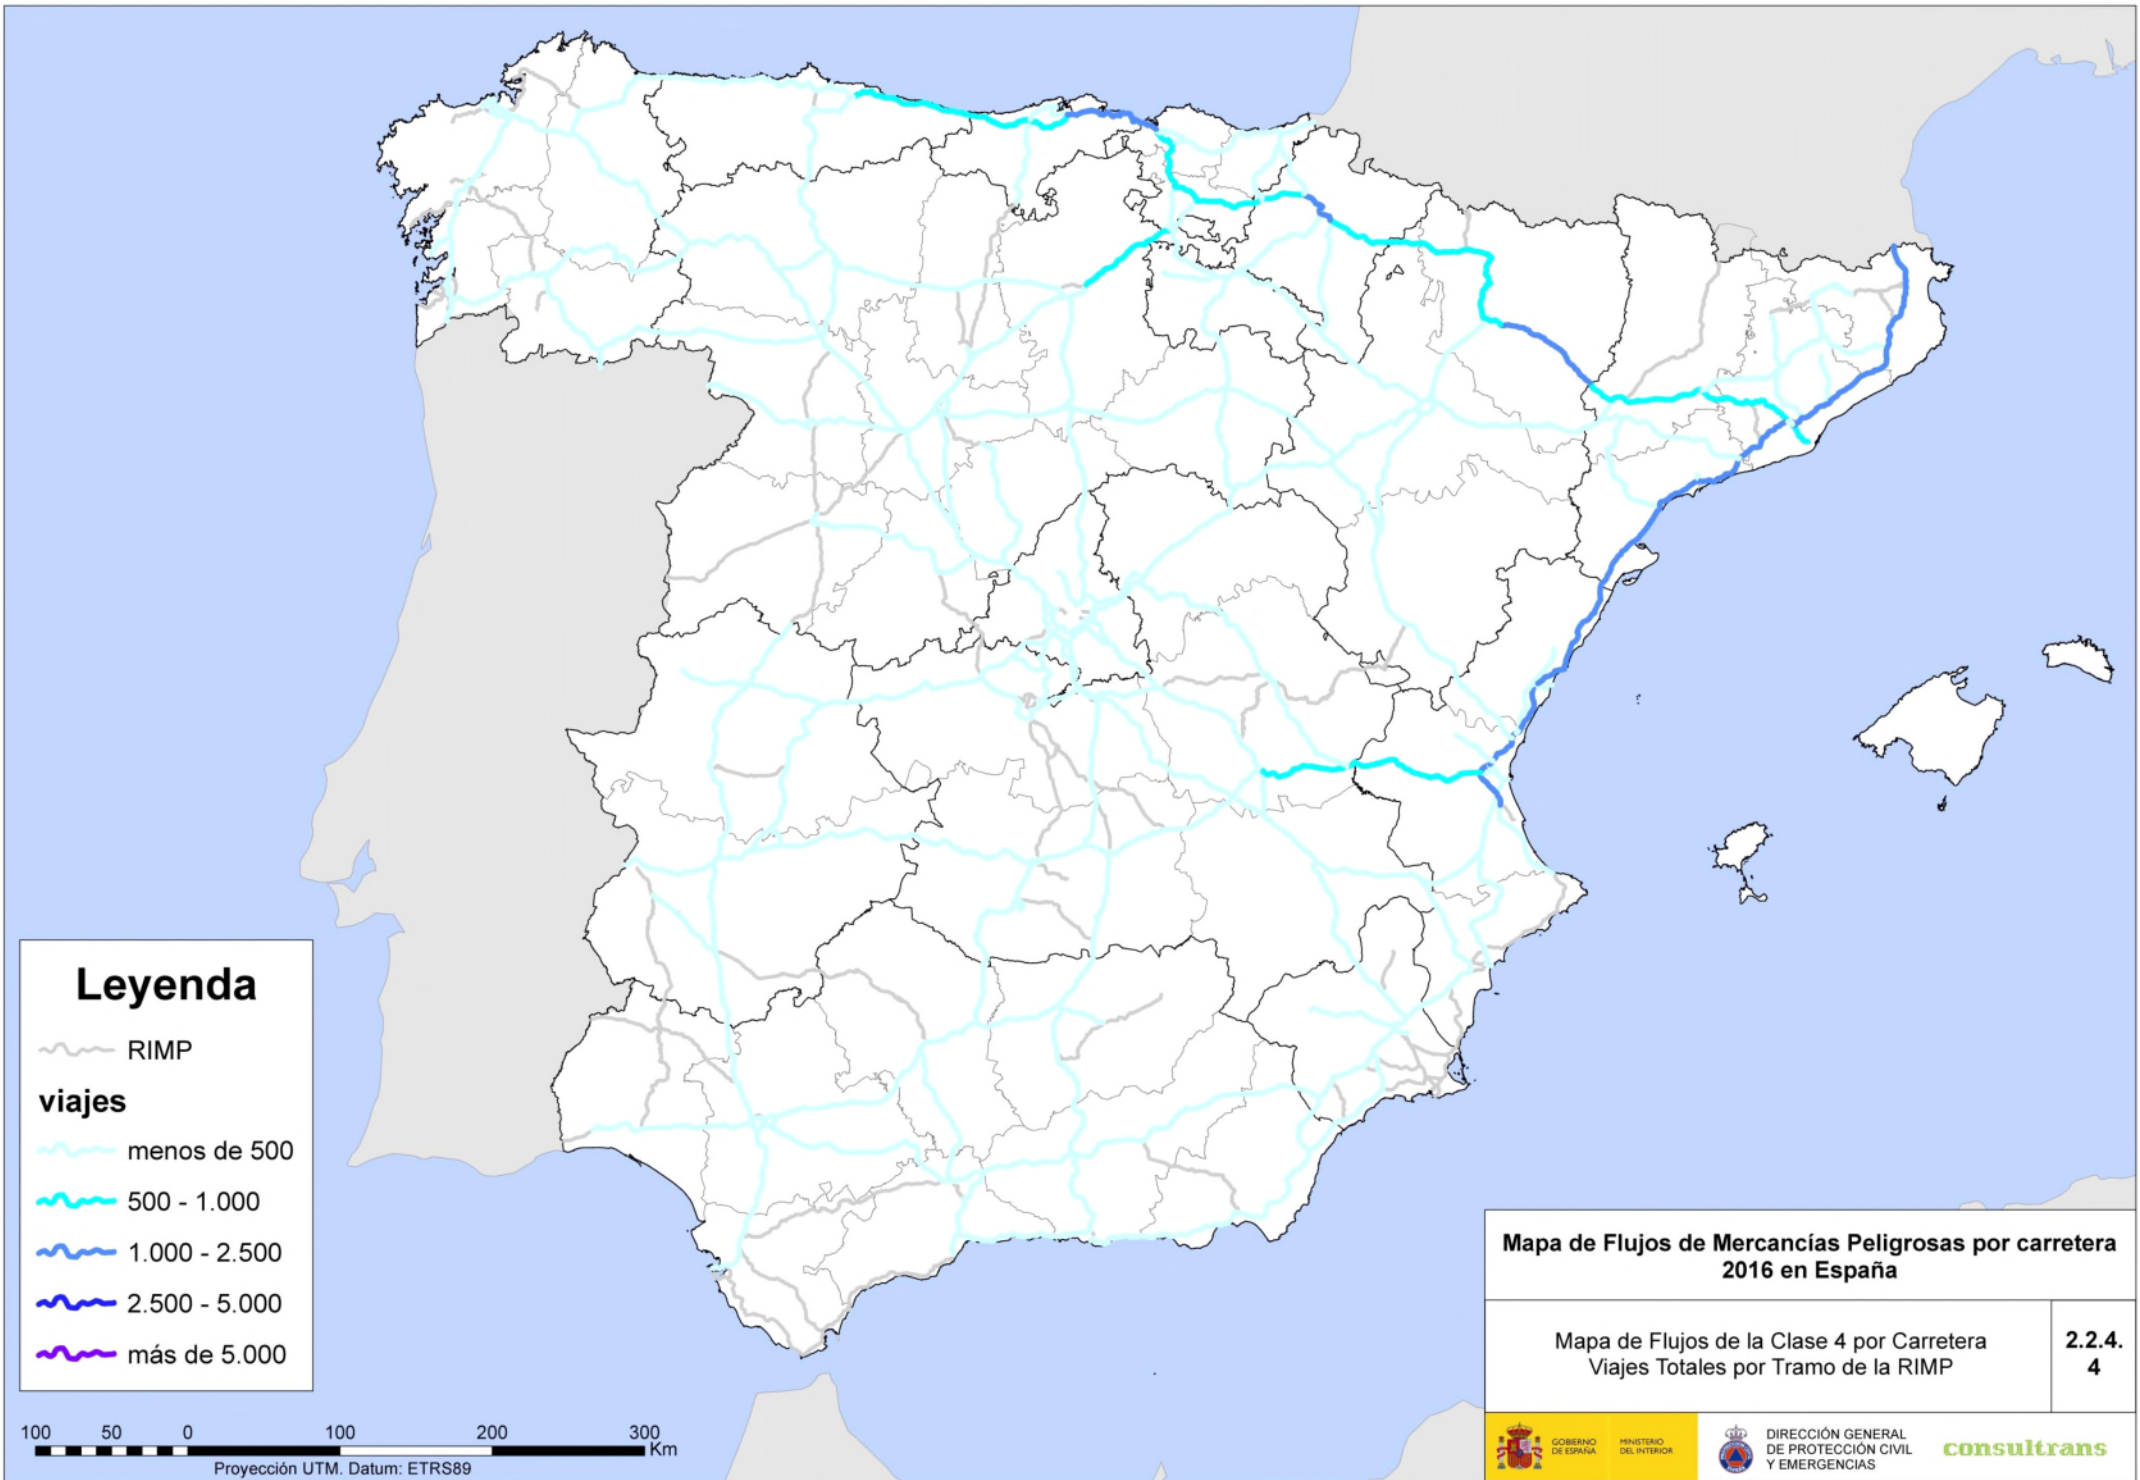 Leyenda
RIMP
viajes
menos de 500
500 - 1.000
1.000 - 2.500
2.500 - 5.000
más de 5.000
100 50 0 100 200 300
Km
Proyección UTM. Datum: ETRS89
Mapa de Flujos de Mercancías Peligrosas por carretera
2016 en España
Mapa de Flujos de la Clase 4 por Carretera
Viajes Totales por Tramo de la RIMP
2.2.4.
4
GOBIERNO
DE ESPAÑA
MINISTERIO
DEL INTERIOR
DIRECCIÓN GENERAL
DE PROTECCIÓN CIVIL
Y EMERGENCIAS
consultrans